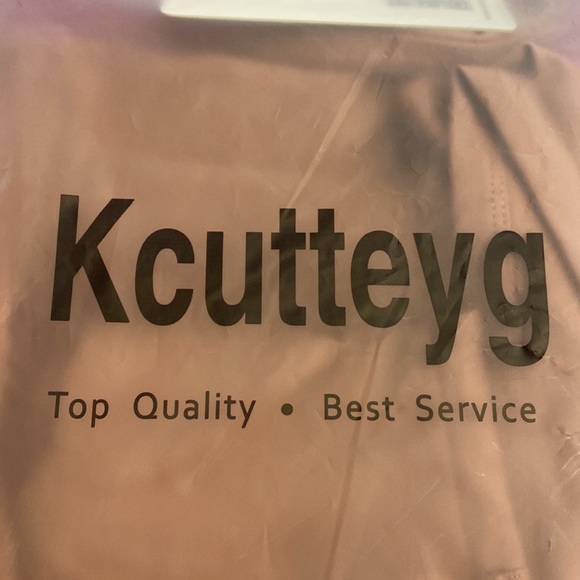 Kcutteyg
Top Quality • Best Service